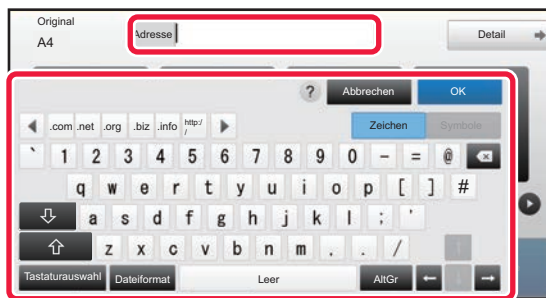 Original
A4
Adresse
Detail
? Abbrechen OK
.com .net .org .biz .info http:/
/
Zeichen Symbole
` 1 2 3 4 5 6 7 8 9 0 - = @
q w e r t y u i o p [ ] #
a s d f g h j k l ; '
z x c v b n m , . /
Tastaturauswahl Dateiformat Leer AltGr